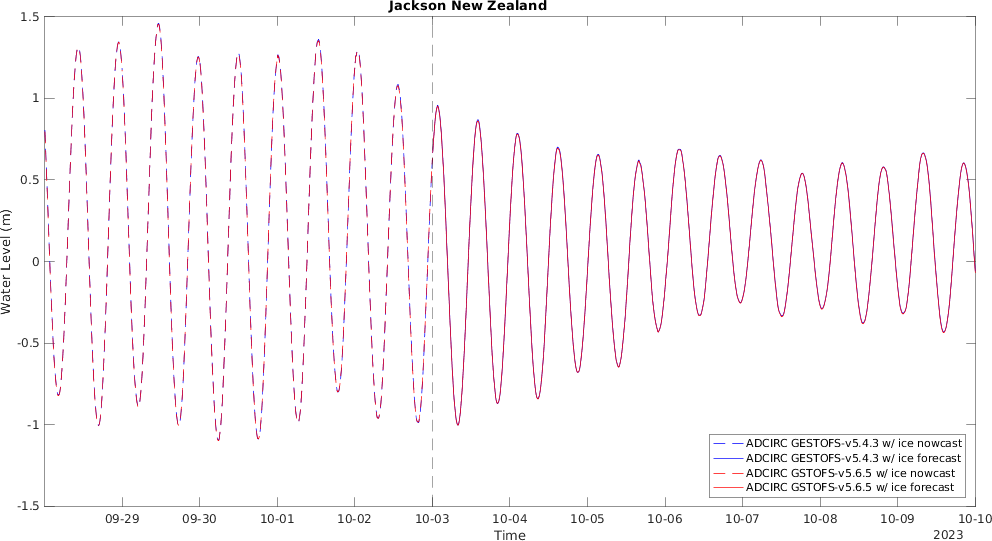 Jackson New Zealand
1.5
1
0.5
0
-0.5
-1
-1.5
Water Level (m)
ADCIRC GESTOFS-v5.4.3 w/ ice nowcast
ADCIRC GESTOFS-v5.4.3 w/ ice forecast
ADCIRC GSTOFS-v5.6.5 w/ ice nowcast
ADCIRC GSTOFS-v5.6.5 w/ ice forecast
09-29 09-30 10-01 10-02 10-03 10-04 10-05 10-06 10-07 10-08 10-09 10-10
Time
2023